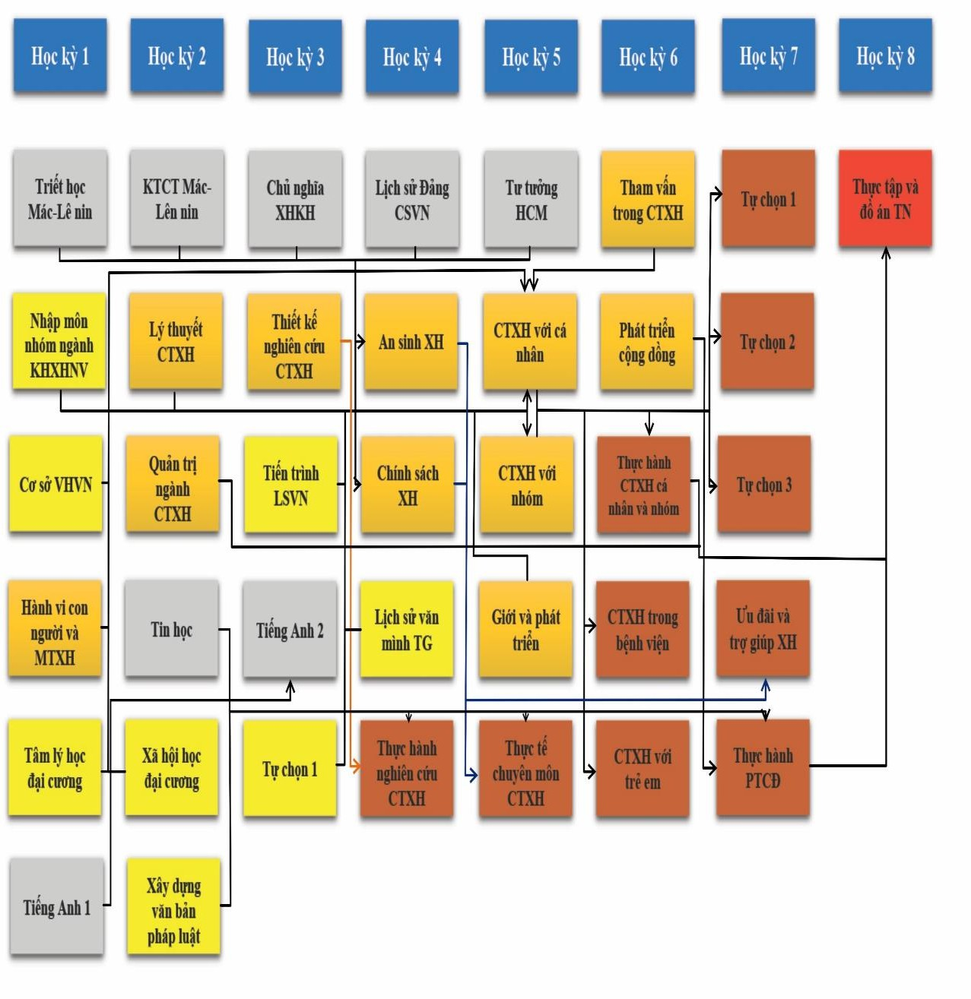 Học kỳ 1
Học kỳ 2
Học kỳ 3
Học kỳ 4
Học kỳ 5
Học kỳ 6
Học kỳ 7
Học kỳ 8
Triết học
Mác-Lê nin
KTCT Mác-
Lên nin
Chủ nghĩa
XHKH
Lịch sử Đảng
CSVN
Tư tưởng
HCM
Tham vấn
trong CTXH
Tự chọn 1
Thực tập và
đồ án TN
Nhập môn
nhóm ngành
KHXHNV
Lý thuyết
CTXH
Thiết kế
nghiên cứu
CTXH
An sinh XH
CTXH với cá
nhân
Phát triển
cộng đồng
Tự chọn 2
Cơ sở VHVN
Quản trị
ngành
CTXH
Tiến trình
LSVN
Chính sách
XH
CTXH với
nhóm
Thực hành
CTXH cá
nhân và nhóm
Tự chọn 3
Hành vi con
người và
MTXH
Tin học
Tiếng Anh 2
Lịch sử văn
minh TG
Giới và phát
triển
CTXH trong
bệnh viện
Ưu đãi và
trợ giúp XH
Tâm lý học
đại cương
Xã hội học
đại cương
Tự chọn 1
Thực hành
nghiên cứu
CTXH
Thực tế
chuyên môn
CTXH
CTXH với
trẻ em
Thực hành
PTCĐ
Tiếng Anh 1
Xây dựng
văn bản
pháp luật